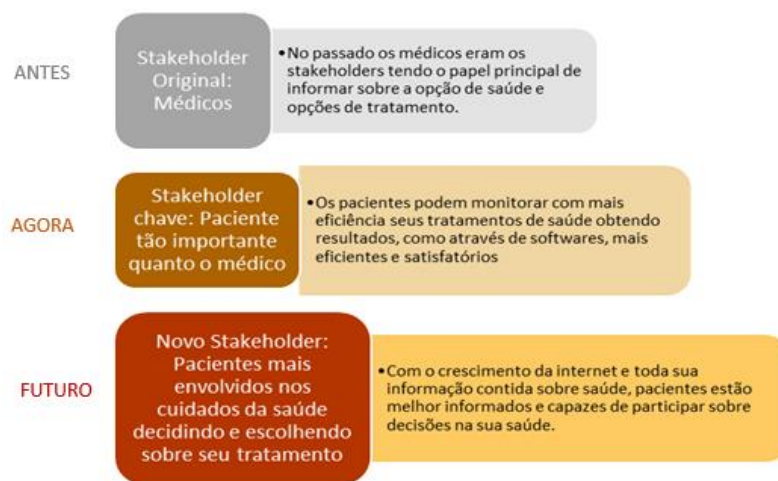 ANTES
Stakeholder
Original:
Médicos
•No passado os médicos eram os
stakeholders tendo o papel principal de
informar sobre a opção de saúde e
opções de tratamento.
AGORA
Stakeholder
chave: Paciente
tão importante
quanto o médico
•Os pacientes podem monitorar com mais
eficiência seus tratamentos de saúde obtendo
resultados, como através de softwares, mais
eficientes e satisfatórios
FUTURO
Novo Stakeholder:
Pacientes mais
envolvidos nos
cuidados da saúde
decidindo e escolhendo
sobre seu tratamento
•Com o crescimento da internet e toda sua
informação contida sobre saúde, pacientes estão
melhor informados e capazes de participar sobre
decisões na sua saúde.